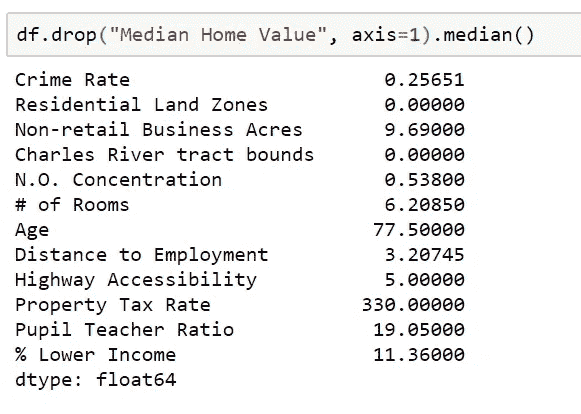 df.drop("Median Home Value", axis=1).median()
Crime Rate 0.25651
Residential Land Zones 0.00000
Non-retail Business Acres 9.69000
Charles River tract bounds 0.00000
N.O. Concentration 0.53800
# of Rooms 6.20850
Age 77.50000
Distance to Employment 3.20745
Highway Accessibility 5.00000
Property Tax Rate 330.00000
Pupil Teacher Ratio 19.05000
% Lower Income 11.36000
dtype: float64